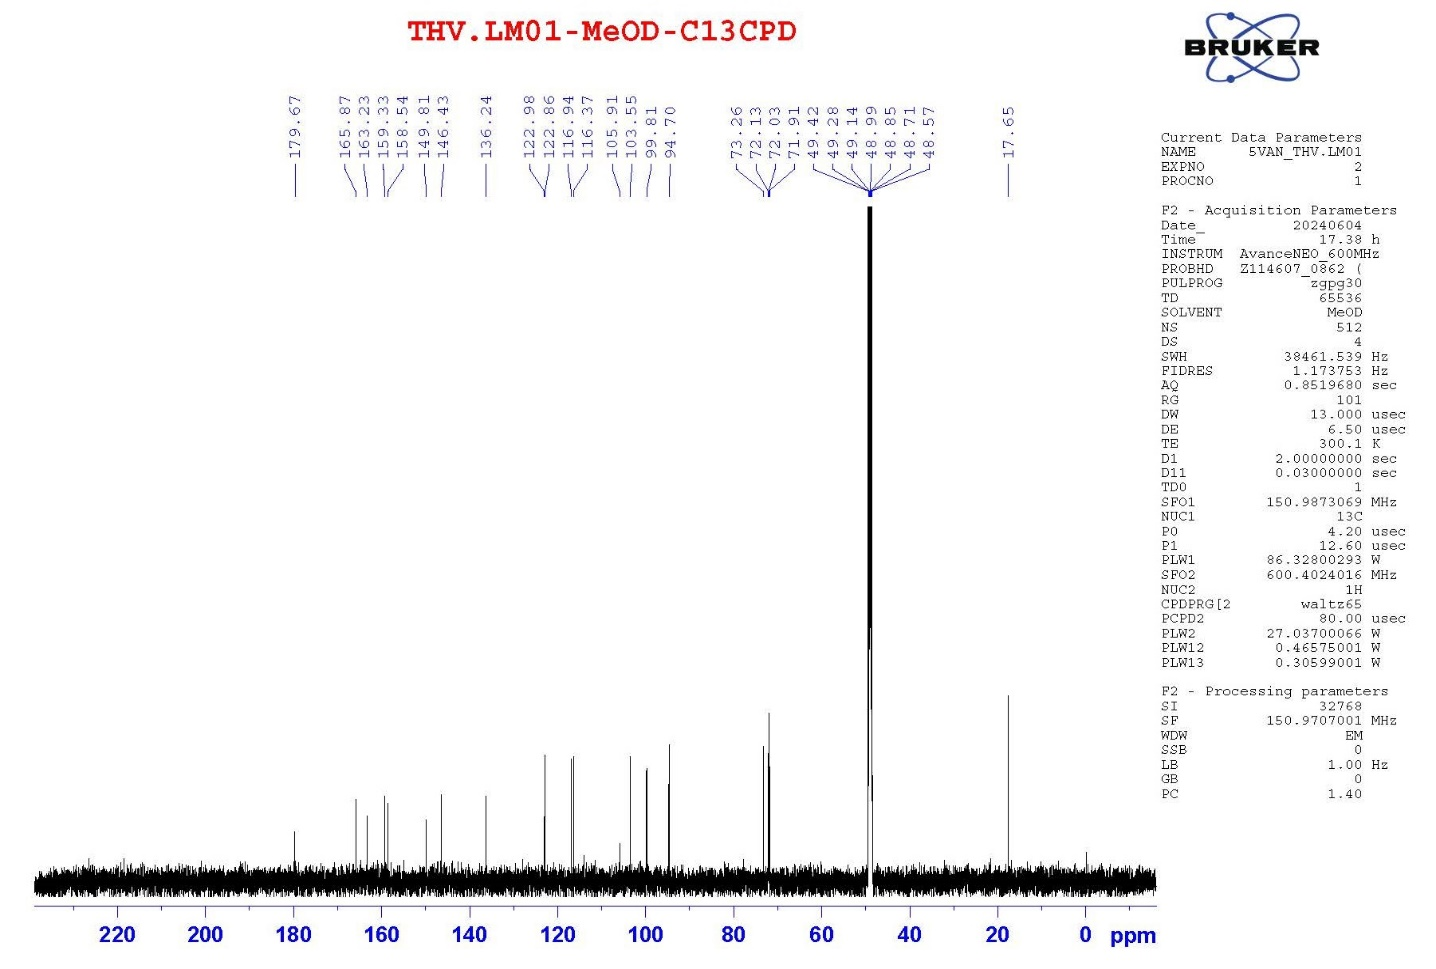 THV.LM01-MeOD-C13CPD
BRUKER
179.67
165.87
163.23
159.33
158.54
149.81
146.43
136.24
122.98
122.86
116.94
116.37
105.91
103.55
99.81
94.70
73.26
72.13
72.03
71.91
49.42
49.28
49.14
48.99
48.85
48.71
48.57
17.65
Current Data Parameters
NAME 5VAN_THV.LM01
EXPNO 2
PROCNO 1
F2 - Acquisition Parameters
Date_ 20240604
Time 17.38 h
INSTRUM AvanceNEO_600MHz
PROBHD Z114607_0862 (
PULPROG zgpg30
TD 65536
SOLVENT MeOD
NS 512
DS 4
SWH 38461.539 Hz
FIDRES 1.173753 Hz
AQ 0.8519680 sec
RG 101
DW 13.000 usec
DE 6.50 usec
TE 300.1 K
D1 2.00000000 sec
D11 0.03000000 sec
TD0 1
SFO1 150.9873069 MHz
NUC1 13C
P0 4.20 usec
P1 12.60 usec
PLW1 86.32800293 W
SFO2 600.4024016 MHz
NUC2 1H
CPDPRG[2 waltz65
PCPD2 80.00 usec
PLW2 27.03700066 W
PLW12 0.46575001 W
PLW13 0.30599001 W
F2 - Processing parameters
SI 32768
SF 150.9707001 MHz
WDW EM
SSB 0
LB 1.00 Hz
GB 0
PC 1.40
220 200 180 160 140 120 100 80 60 40 20 0 ppm